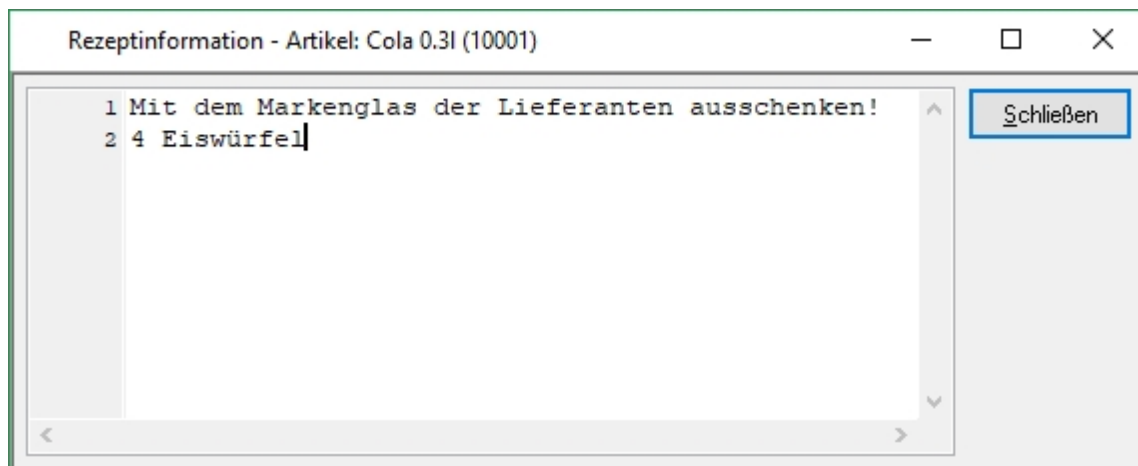 Rezeptinformation - Artikel: Cola 0.3l (10001)
1 Mit dem Markenglas der Lieferanten ausschenken!
2 4 Eiswürfel
Schließen